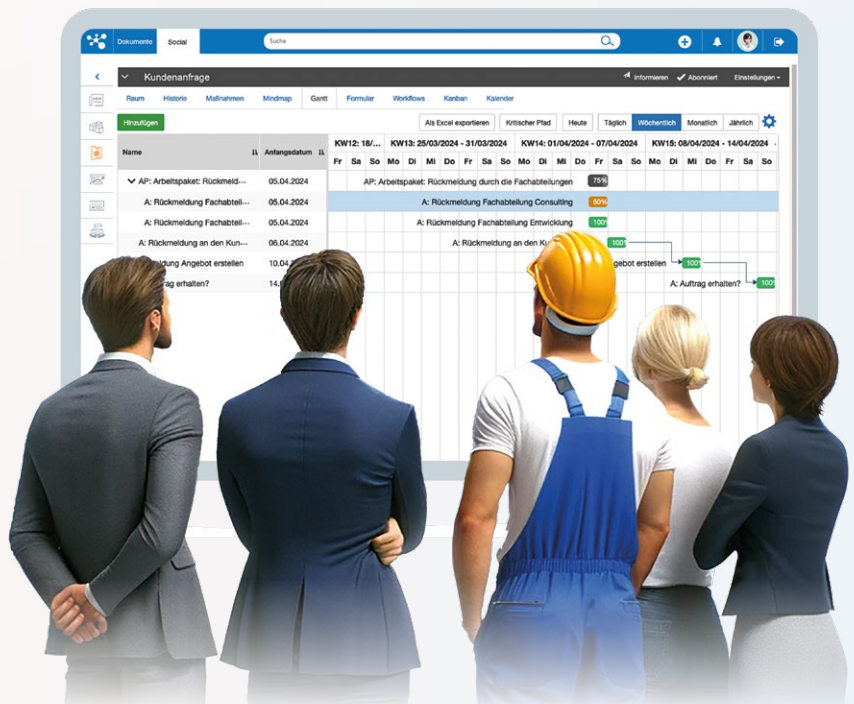 Dokumente Social Suche
Kundenanfrage Informieren Abonniert Einstellungen
Raum Historie Maßnahmen Mindmap Gantt Formular Workflows Kanban Kalender
Hinzufügen Als Excel exportieren Kritischer Pfad Heute Täglich Wöchentlich Monatlich Jährlich
Name Anfangsdatum KW12: 18/... KW13: 25/03/2024 - 31/03/2024 KW14: 01/04/2024 - 07/04/2024 KW15: 08/04/2024 - 14/04/2024
Fr Sa So Mo Di Mi Do Fr Sa So Mo Di Mi Do Fr Sa So Mo Di Mi Do Fr Sa So
AP: Arbeitspaket: Rückmeld··· 05.04.2024 AP: Arbeitspaket: Rückmeldung durch die Fachabteilungen 75%
A: Rückmeldung Fachabteil··· 05.04.2024 A: Rückmeldung Fachabteilung Consulting 50%
A: Rückmeldung Fachabteil··· 05.04.2024 A: Rückmeldung Fachabteilung Entwicklung 100%
A: Rückmeldung an den Kun··· 06.04.2024 A: Rückmeldung an den 100%
Angebot erstellen 10.04. erstellen 100%
erhalten? 14. A: Auftrag erhalten? 100